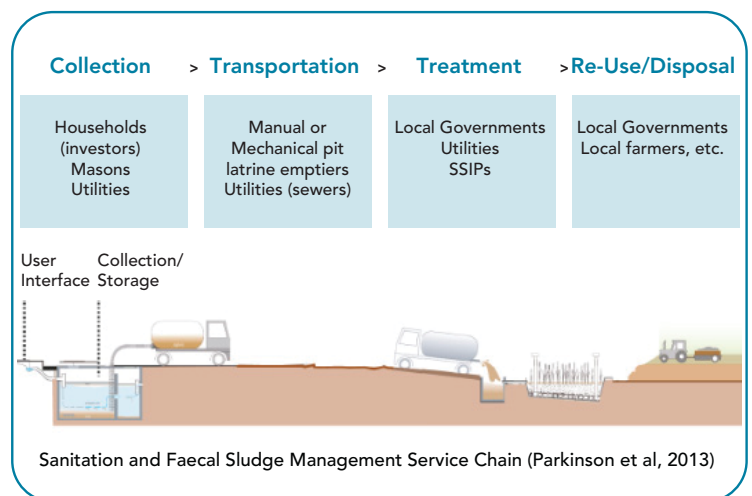 Collection > Transportation > Treatment > Re-Use/Disposal
Households
(investors)
Masons
Utilities
Manual or
Mechanical pit
latrine emptiers
Utilities (sewers)
Local Governments
Utilities
SSIPs
Local Governments
Local farmers, etc.
User
Interface
Collection/
Storage
Sanitation and Faecal Sludge Management Service Chain (Parkinson et al, 2013)